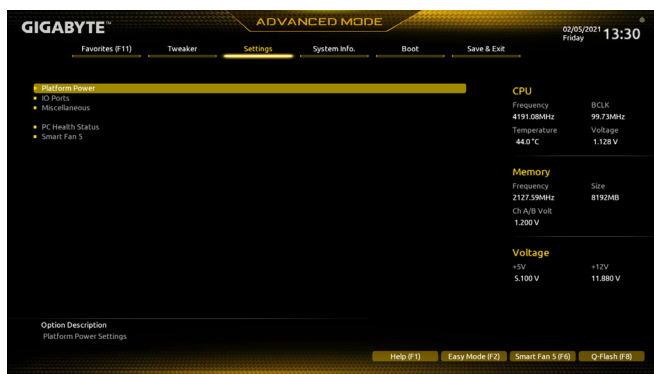 GIGABYTE™
ADVANCED MODE
02/05/2021
Friday
13:30
Favorites (F11) Tweaker Settings System Info. Boot Save & Exit
Platform Power
IO Ports
Miscellaneous
PC Health Status
Smart Fan 5
CPU
Frequency BCLK
4191.08MHz 99.73MHz
Temperature Voltage
44.0 °C 1.128 V
Memory
Frequency Size
2127.59MHz 8192MB
Ch A/B Volt
1.200 V
Voltage
+5V +12V
5.100 V 11.880 V
Option Description
Platform Power Settings
Help (F1) Easy Mode (F2) Smart Fan 5 (F6) Q-Flash (F8)